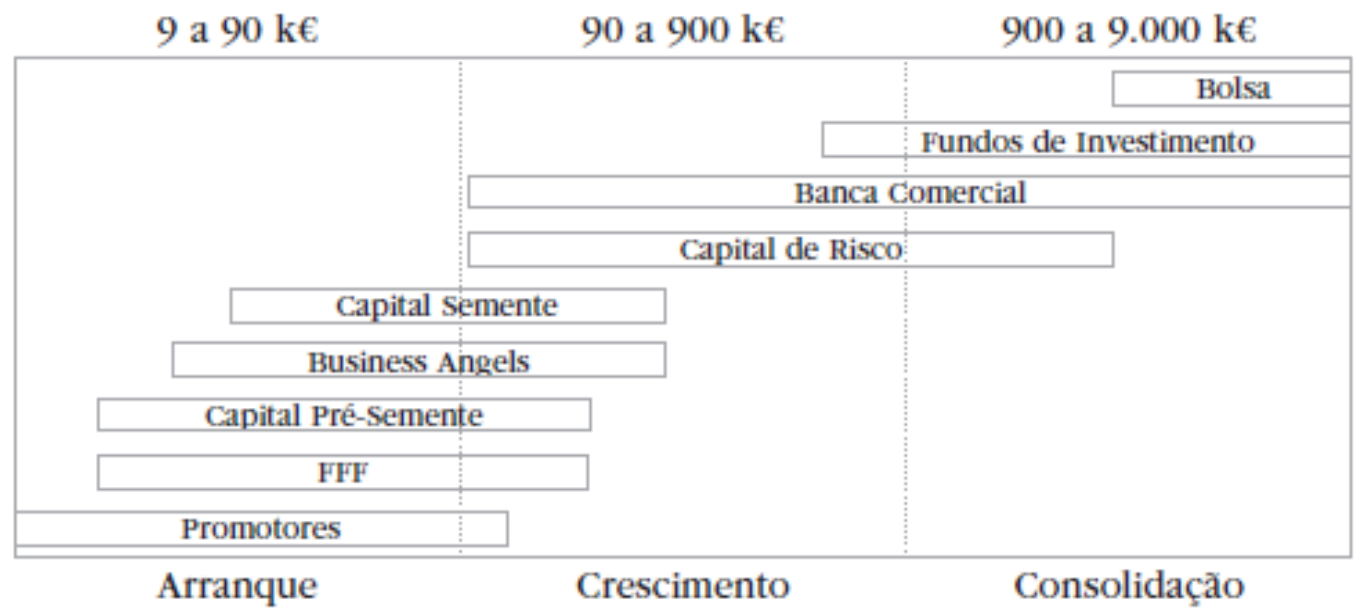 9 a 90 k€ 90 a 900 k€ 900 a 9.000 k€
Bolsa
Fundos de Investimento
Banca Comercial
Capital de Risco
Capital Semente
Business Angels
Capital Pré-Semente
FFF
Promotores
Arranque Crescimento Consolidação